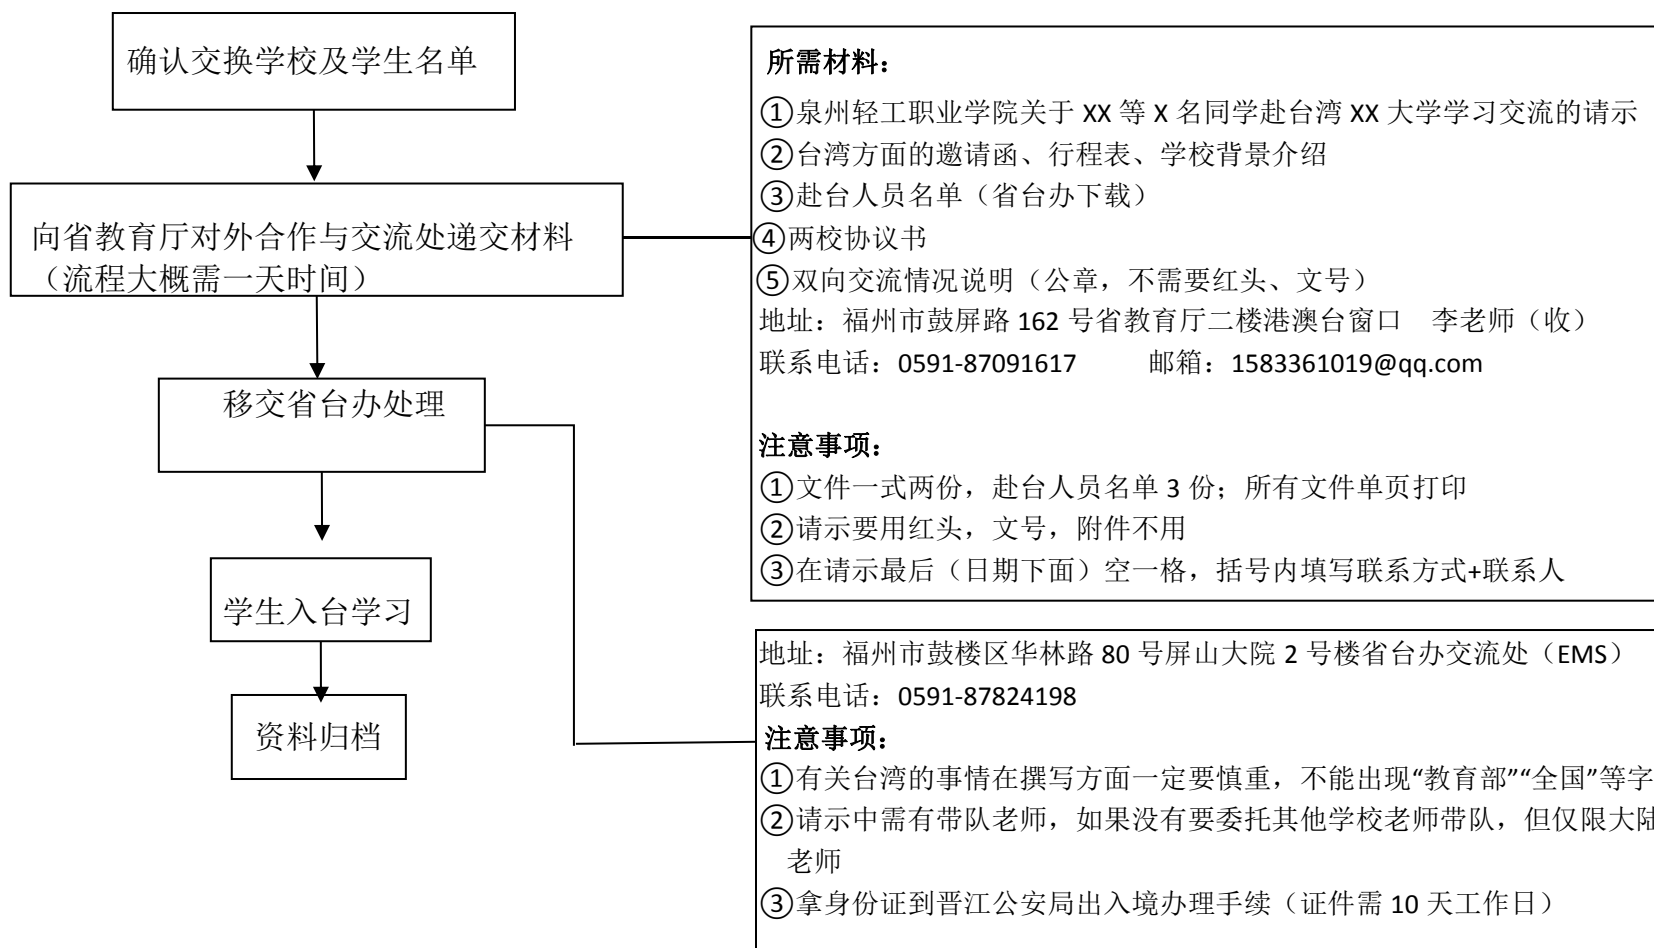 确认交换学校及学生名单
向省教育厅对外合作与交流处递交材料
（流程大概需一天时间）
移交省台办处理
学生入台学习
资料归档
所需材料：
①泉州轻工职业学院关于 XX 等 X 名同学赴台湾 XX 大学学习交流的请示
②台湾方面的邀请函、行程表、学校背景介绍
③赴台人员名单（省台办下载）
④两校协议书
⑤双向交流情况说明（公章，不需要红头、文号）
地址：福州市鼓屏路 162 号省教育厅二楼港澳台窗口 李老师（收）
联系电话：0591-87091617 邮箱：1583361019@qq.com
注意事项：
①文件一式两份，赴台人员名单 3 份；所有文件单页打印
②请示要用红头，文号，附件不用
③在请示最后（日期下面）空一格，括号内填写联系方式+联系人
地址：福州市鼓楼区华林路 80 号屏山大院 2 号楼省台办交流处（EMS）
联系电话：0591-87824198
注意事项：
①有关台湾的事情在撰写方面一定要慎重，不能出现“教育部”“全国”等字
②请示中需有带队老师，如果没有要委托其他学校老师带队，但仅限大陆
老师
③拿身份证到晋江公安局出入境办理手续（证件需 10 天工作日）